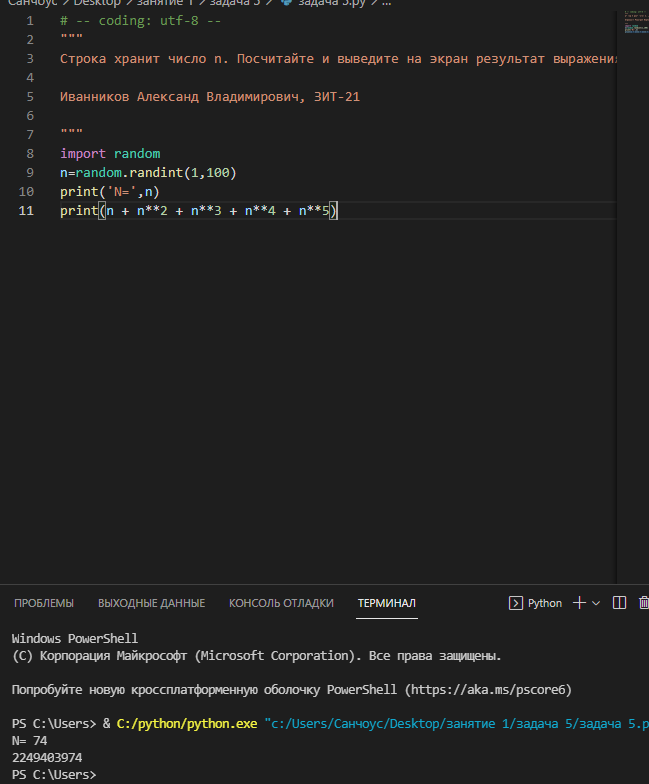 Санчоус > Desktop > занятие 1 > задача 5 > задача 5.py > ...
1 # -- coding: utf-8 --
2 """
3 Строка хранит число n. Посчитайте и выведите на экран результат выражени
4
5 Иванников Александ Владимирович, ЗИТ-21
6
7 """
8 import random
9 n=random.randint(1,100)
10 print('N=',n)
11 print(n + n**2 + n**3 + n**4 + n**5)
ПРОБЛЕМЫ ВЫХОДНЫЕ ДАННЫЕ КОНСОЛЬ ОТЛАДКИ ТЕРМИНАЛ Python
Windows PowerShell
(C) Корпорация Майкрософт (Microsoft Corporation). Все права защищены.
Попробуйте новую кроссплатформенную оболочку PowerShell (https://aka.ms/pscore6)
PS C:\Users> & C:/python/python.exe "c:/Users/Санчоус/Desktop/занятие 1/задача 5/задача 5.p
N= 74
2249403974
PS C:\Users>